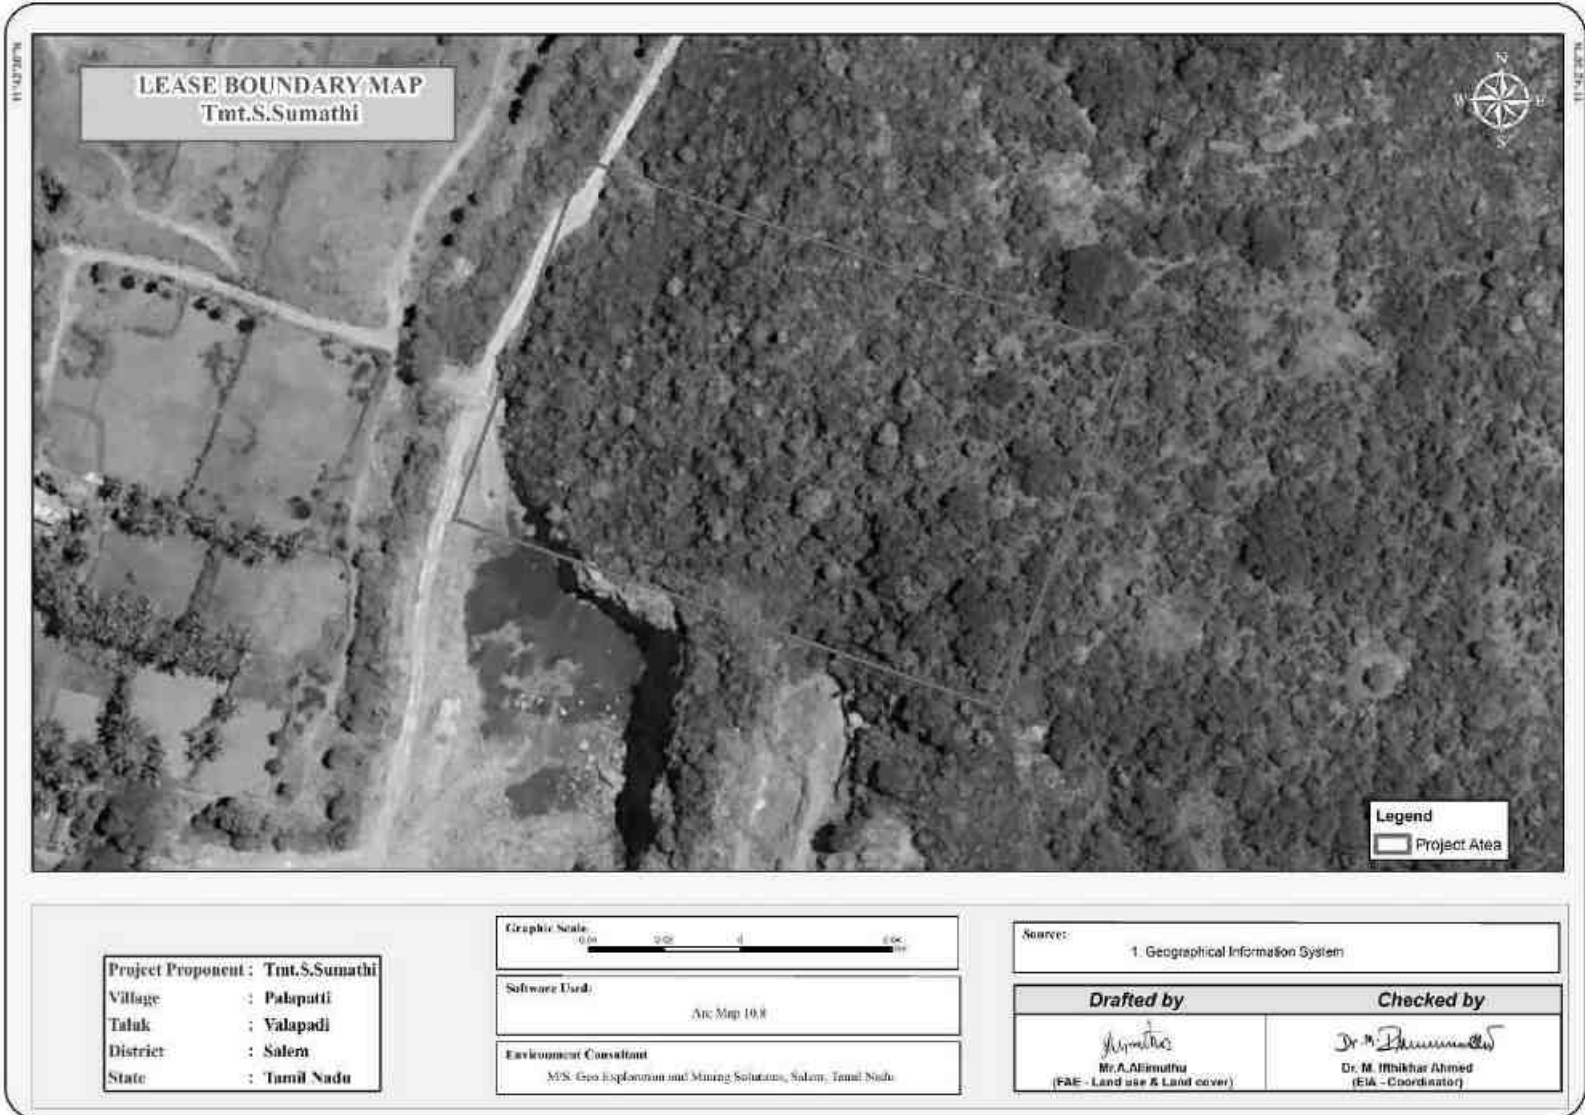 LEASE BOUNDARY MAP
Tmt.S.Sumathi
N
W E
S
Legend
Project Atea
Project Proponent : Tmt.S.Sumathi
Village : Palapatti
Taluk : Valapadi
District : Salem
State : Tamil Nadu
Graphic Scale
Software Used:
Arc Map 10.8
Environment Consultant
M/S. Geo Exploration and Mining Solutions, Salem, Tamil Nadu
Source:
1. Geographical Information System
Drafted by
Checked by
Mr.A.Allimuthu
(FAE - Land use & Land cover)
Dr. M. Ifthikhar Ahmed
(EIA - Coordinator)